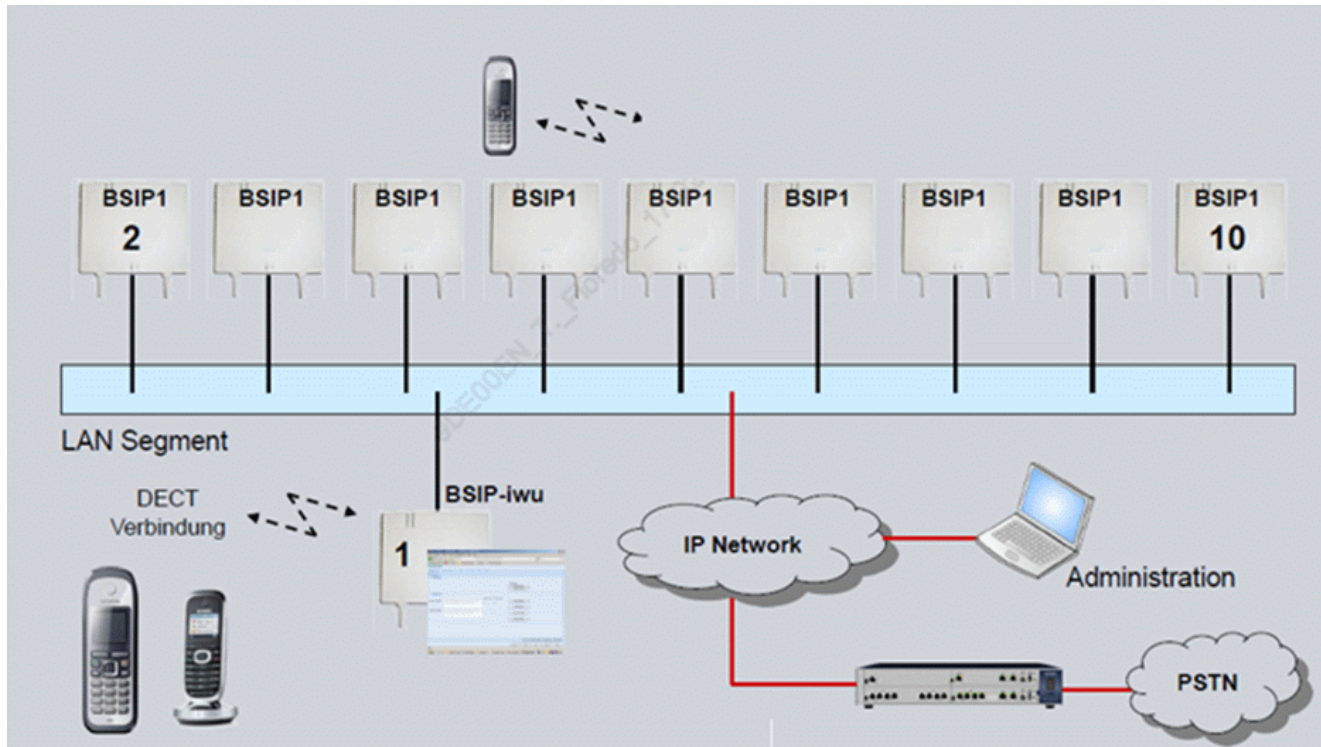 BSIP1 BSIP1 BSIP1 BSIP1 BSIP1 BSIP1 BSIP1 BSIP1 BSIP1
2 10
LAN Segment
DECT
Verbindung
BSIP-iwu
1
IP Network
Administration
PSTN